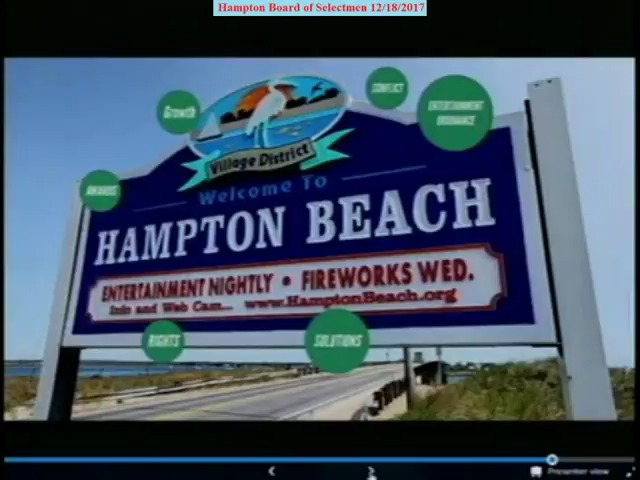 Hampton Board of Selectmen 12/18/2017
CONFLICT
Growth
ENTERTAINMENT
ORDINANCE
Village District
AWARDS
Welcome To
HAMPTON BEACH
ENTERTAINMENT NIGHTLY • FIREWORKS WED.
Info and Web Cam... www.HamptonBeach.org
RIGHTS
SOLUTIONS
Presenter view